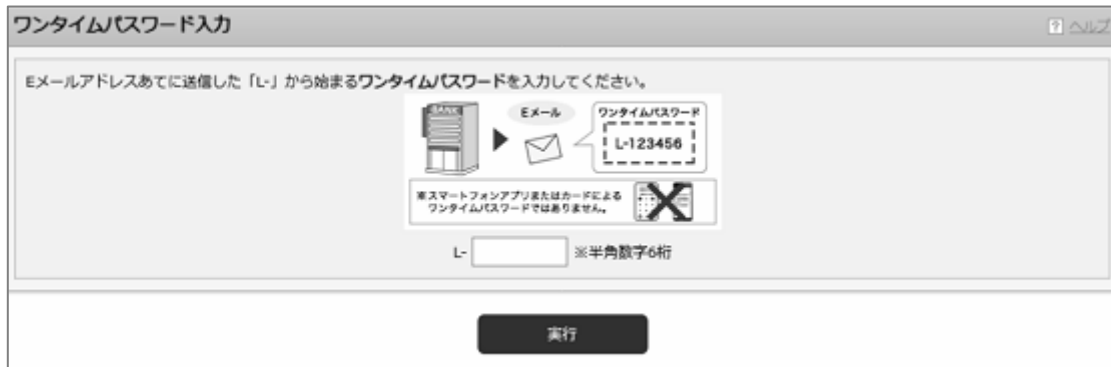 ワンタイムパスワード入力
? ヘルプ
Eメールアドレスあてに送信した「L-」から始まるワンタイムパスワードを入力してください。
BANK
Eメール
ワンタイムパスワード
L-123456
※スマートフォンアプリまたはカードによる
ワンタイムパスワードではありません。
L-
※半角数字6桁
実行